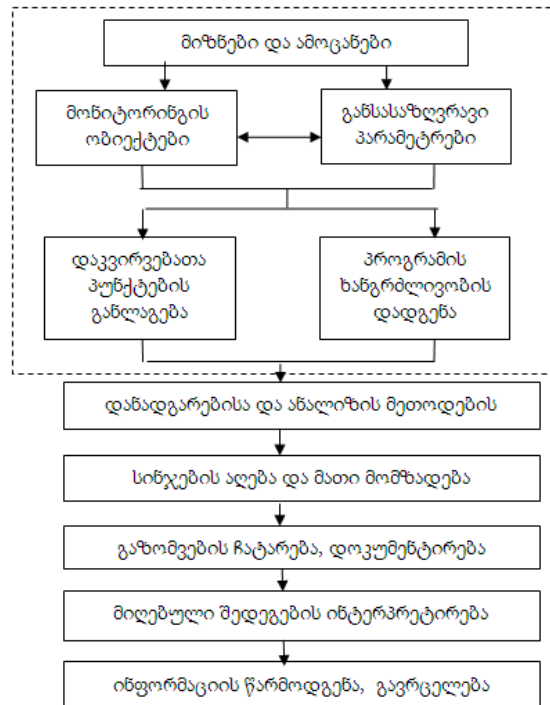 მიზნები და ამოცანები
მონიტორინგის
ობიექტები
განსასაზღვრავი
პარამეტრები
დაკვირვებათა
პუნქტების
განლაგება
პროგრამის
ხანგრძლივობის
დადგენა
დანადგარებისა და ანალიზის მეთოდების
სინჯების აღება და მათი მომზადება
გაზომვების ჩატარება, დოკუმენტირება
მიღებული შედეგების ინტერპრეტირება
ინფორმაციის წარმოდგენა, გავრცელება